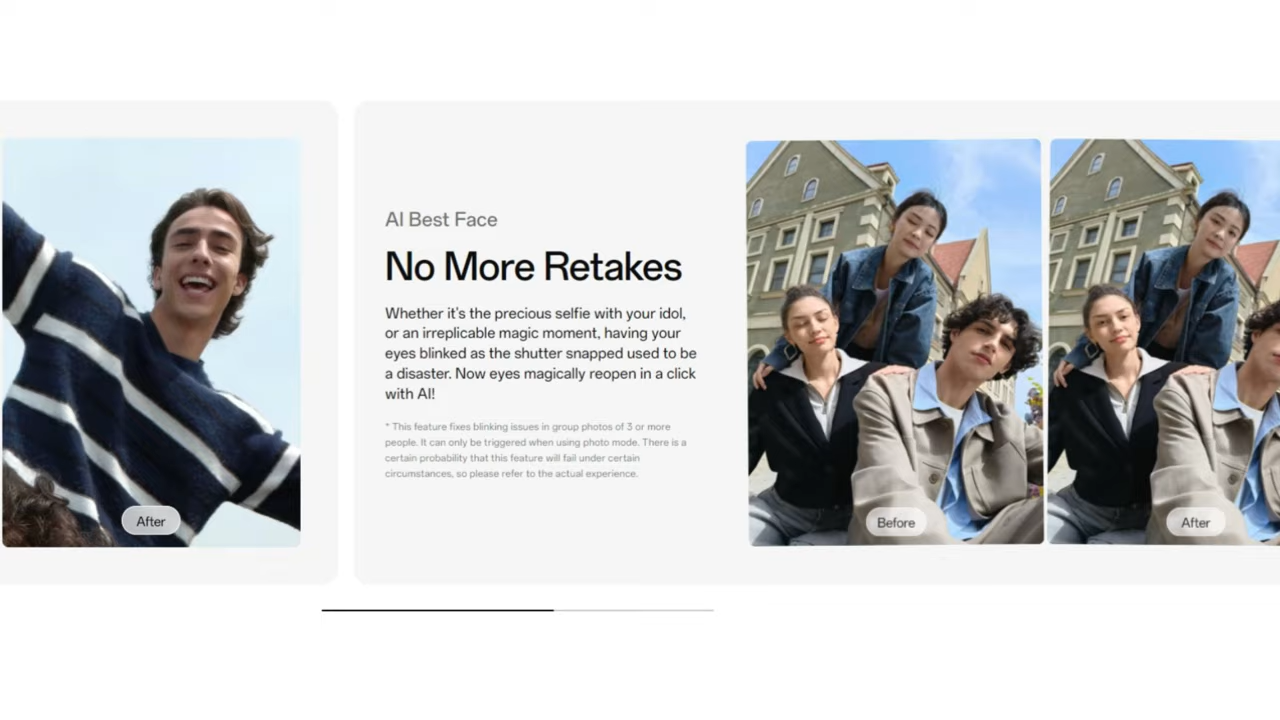 After
AI Best Face
No More Retakes
Whether it's the precious selfie with your idol,
or an irreplicable magic moment, having your
eyes blinked as the shutter snapped used to be
a disaster. Now eyes magically reopen in a click
with AI!
* This feature fixes blinking issues in group photos of 3 or more
people. It can only be triggered when using photo mode. There is a
certain probability that this feature will fail under certain
circumstances, so please refer to the actual experience.
Before
After